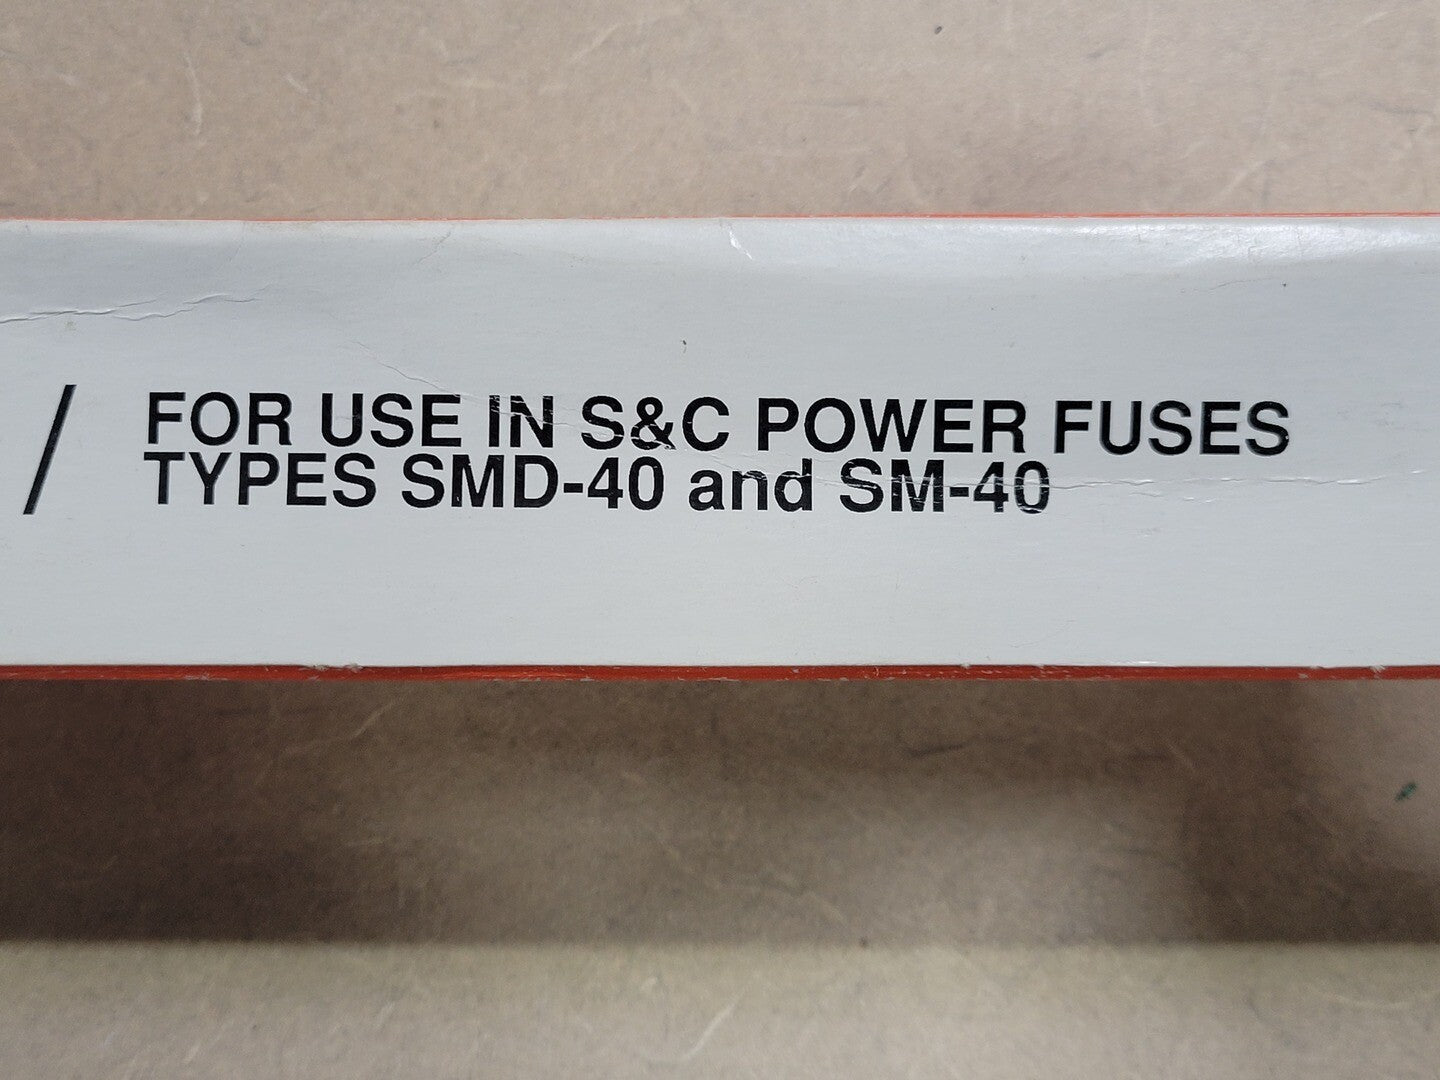 / FOR USE IN S&C POWER FUSES
TYPES SMD-40 and SM-40